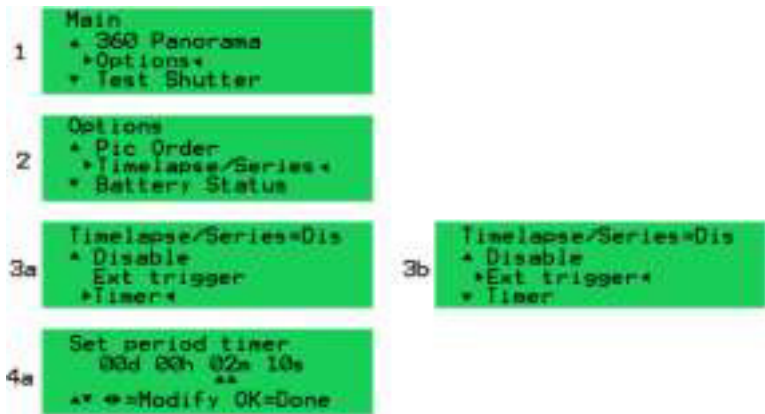 1
Main
▲ 360 Panorama
▸Options◂
▼ Test Shutter
2
Options
▲ Pic Order
▸Timelapse/Series◂
▼ Battery Status
3a
Timelapse/Series=Dis
▲ Disable
Ext trigger
▸Timer◂
3b
Timelapse/Series=Dis
▲ Disable
▸Ext trigger◂
▼ Timer
4a
Set period timer
00d 00h 02m 10s
▲▲
▲▼ ◂▸=Modify OK=Done